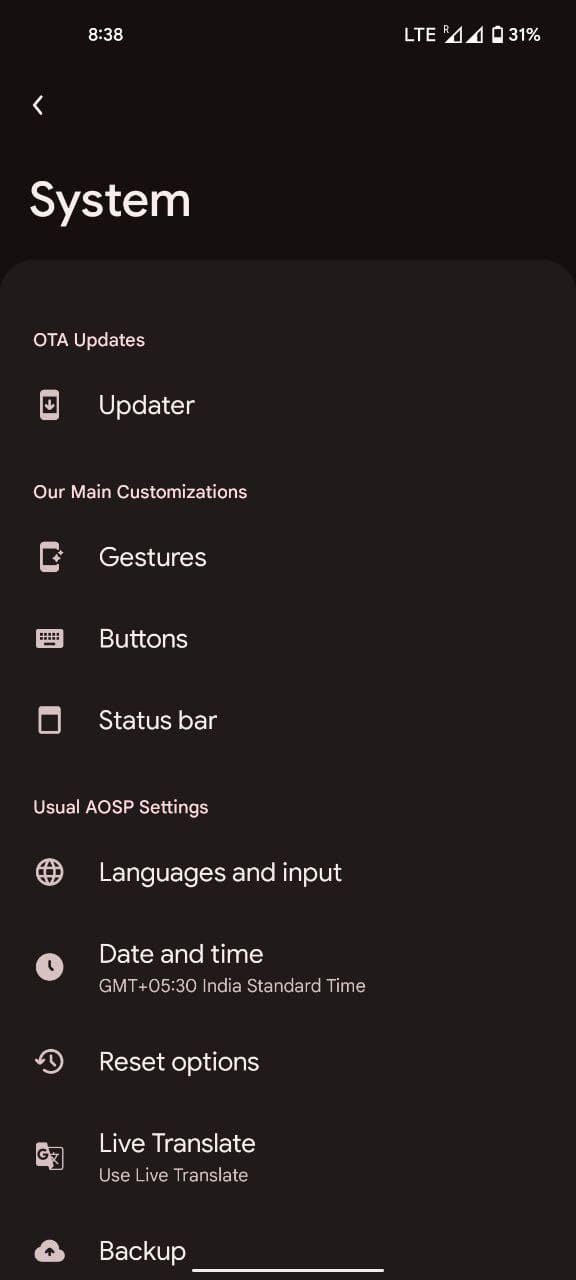 8:38
LTE R 31%
System
OTA Updates
Updater
Our Main Customizations
Gestures
Buttons
Status bar
Usual AOSP Settings
Languages and input
Date and time
GMT+05:30 India Standard Time
Reset options
Live Translate
Use Live Translate
Backup